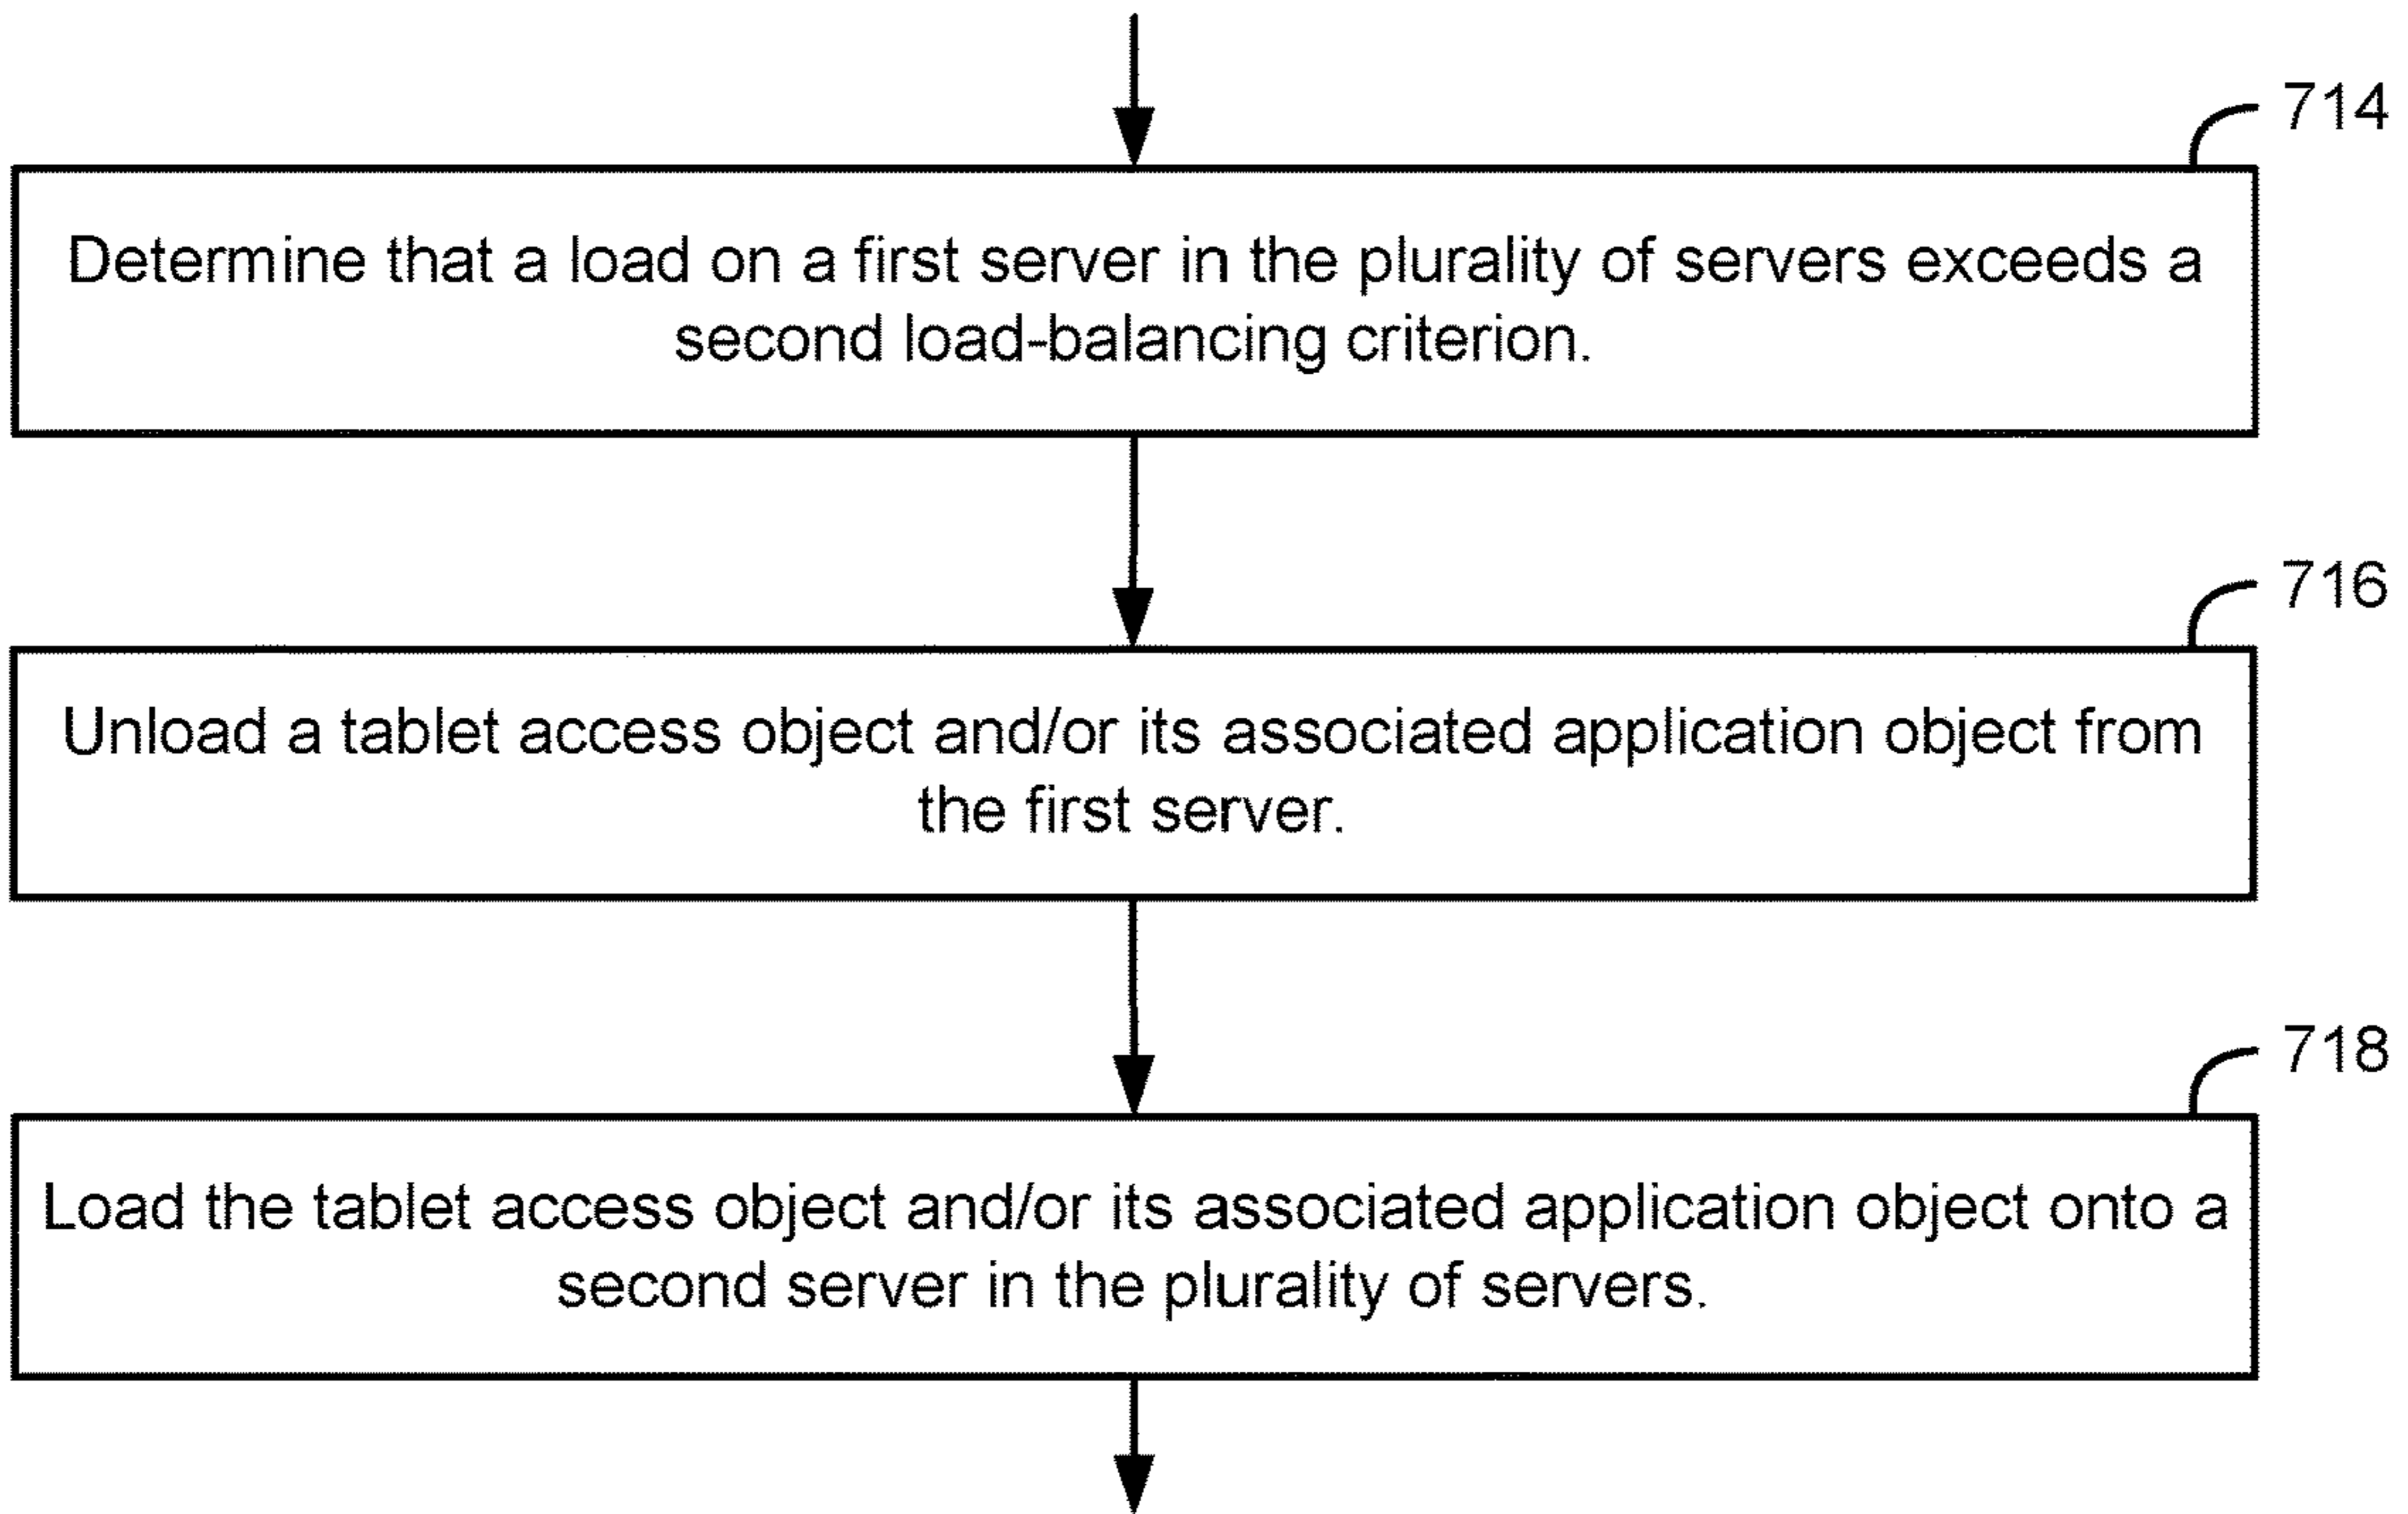 714
Determine that a load on a first server in the plurality of servers exceeds a
second load-balancing criterion.
716
Unload a tablet access object and/or its associated application object from
the first server.
718
Load the tablet access object and/or its associated application object onto a
second server in the plurality of servers.